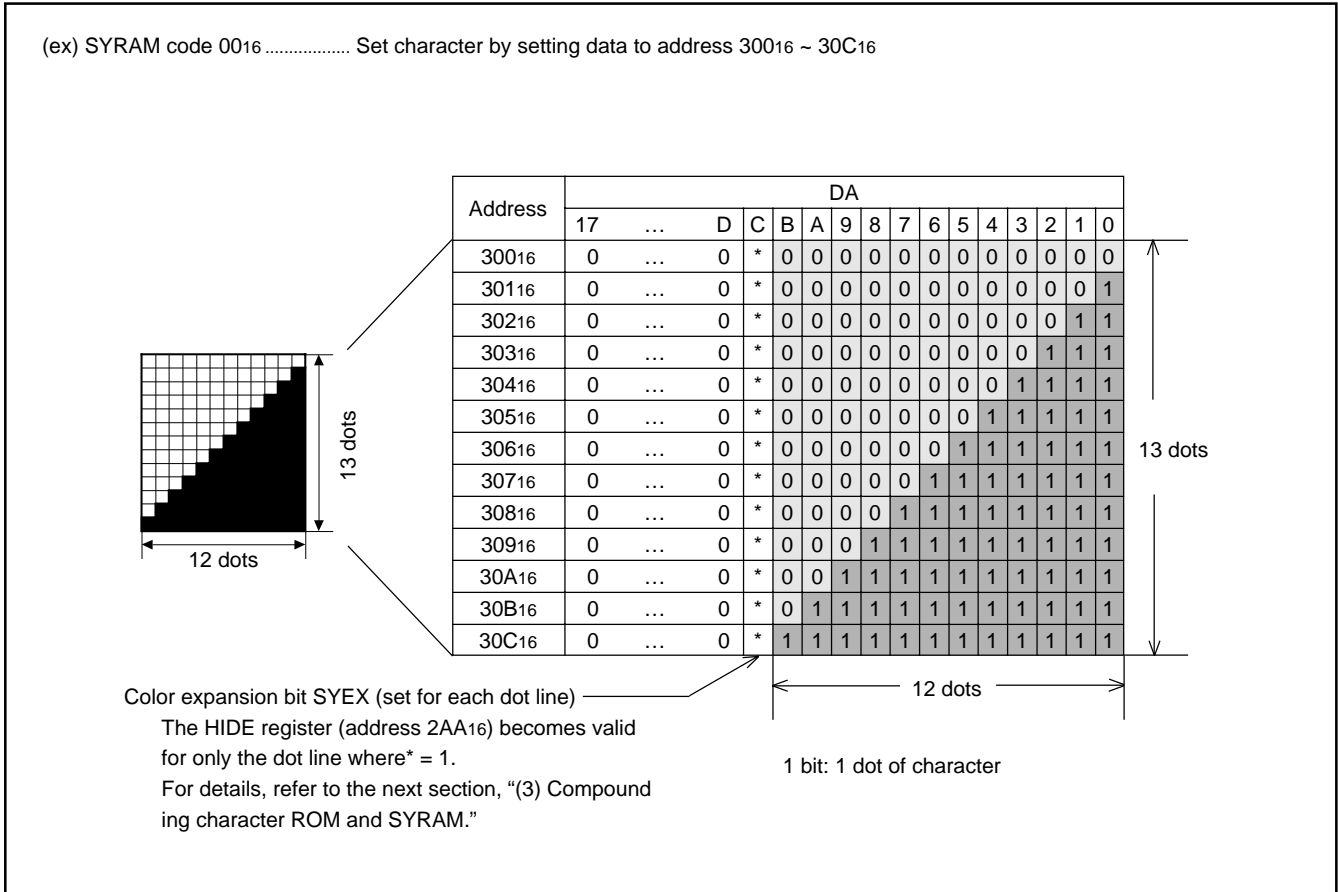 (ex) SYRAM code 0016 .................. Set character by setting data to address 30016 ~ 30C16
Address DA
17 … D C B A 9 8 7 6 5 4 3 2 1 0
30016 0 … 0 * 0 0 0 0 0 0 0 0 0 0 0 0
30116 0 … 0 * 0 0 0 0 0 0 0 0 0 0 0 1
30216 0 … 0 * 0 0 0 0 0 0 0 0 0 0 1 1
30316 0 … 0 * 0 0 0 0 0 0 0 0 0 1 1 1
30416 0 … 0 * 0 0 0 0 0 0 0 0 1 1 1 1
30516 0 … 0 * 0 0 0 0 0 0 0 1 1 1 1 1
30616 0 … 0 * 0 0 0 0 0 0 1 1 1 1 1 1
30716 0 … 0 * 0 0 0 0 0 1 1 1 1 1 1 1
30816 0 … 0 * 0 0 0 0 1 1 1 1 1 1 1 1
30916 0 … 0 * 0 0 0 1 1 1 1 1 1 1 1 1
30A16 0 … 0 * 0 0 1 1 1 1 1 1 1 1 1 1
30B16 0 … 0 * 0 1 1 1 1 1 1 1 1 1 1 1
30C16 0 … 0 * 1 1 1 1 1 1 1 1 1 1 1 1
13 dots
12 dots
13 dots
12 dots
Color expansion bit SYEX (set for each dot line)
The HIDE register (address 2AA16) becomes valid
for only the dot line where* = 1.
For details, refer to the next section, “(3) Compound
ing character ROM and SYRAM.”
1 bit: 1 dot of character